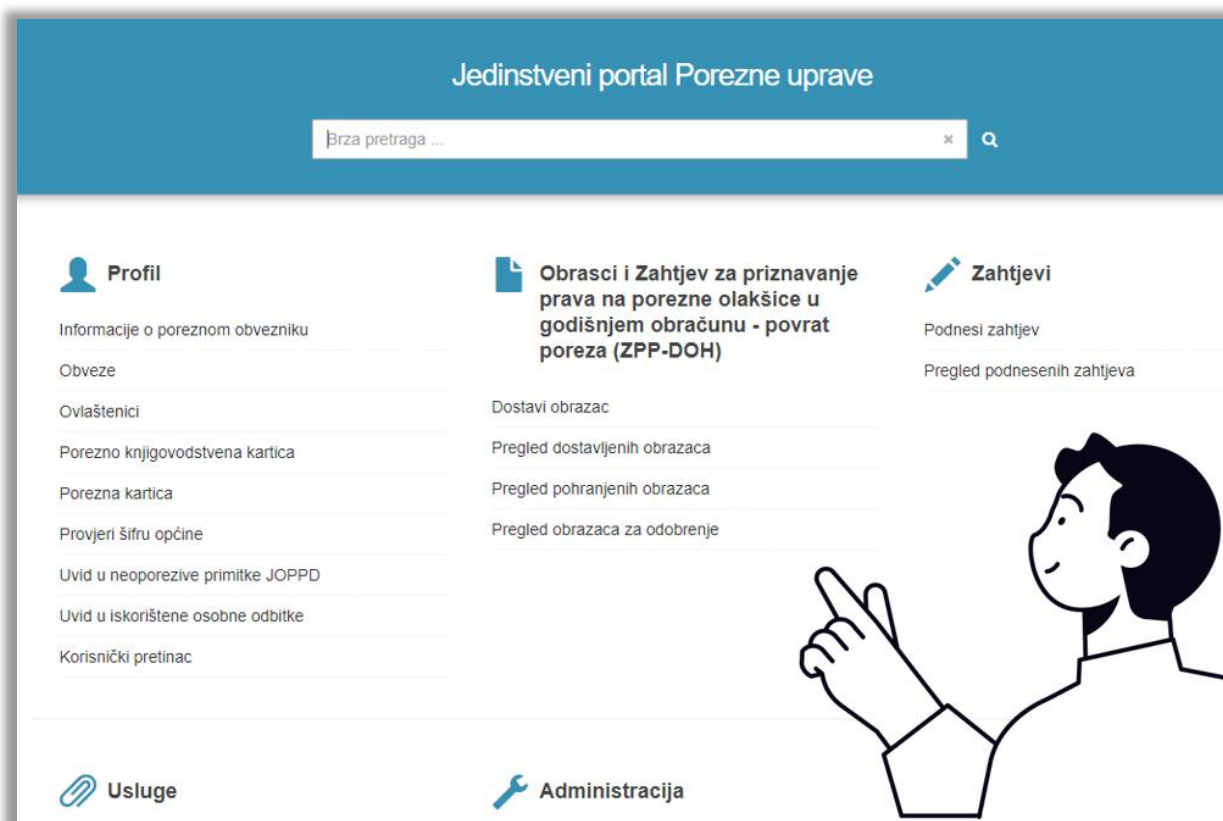 Jedinstveni portal Porezne uprave
Brza pretraga ...
Profil
Informacije o poreznom obvezniku
Obveze
Ovlaštenici
Porezno knjigovodstvena kartica
Porezna kartica
Provjeri šifru općine
Uvid u neoporezive primitke JOPPD
Uvid u iskorištene osobne odbitke
Korisnički pretinac
Obrasci i Zahtjev za priznavanje
prava na porezne olakšice u
godišnjem obračunu - povrat
poreza (ZPP-DOH)
Dostavi obrazac
Pregled dostavljenih obrazaca
Pregled pohranjenih obrazaca
Pregled obrazaca za odobrenje
Zahtjevi
Podnesi zahtjev
Pregled podnesenih zahtjeva
Usluge
Administracija